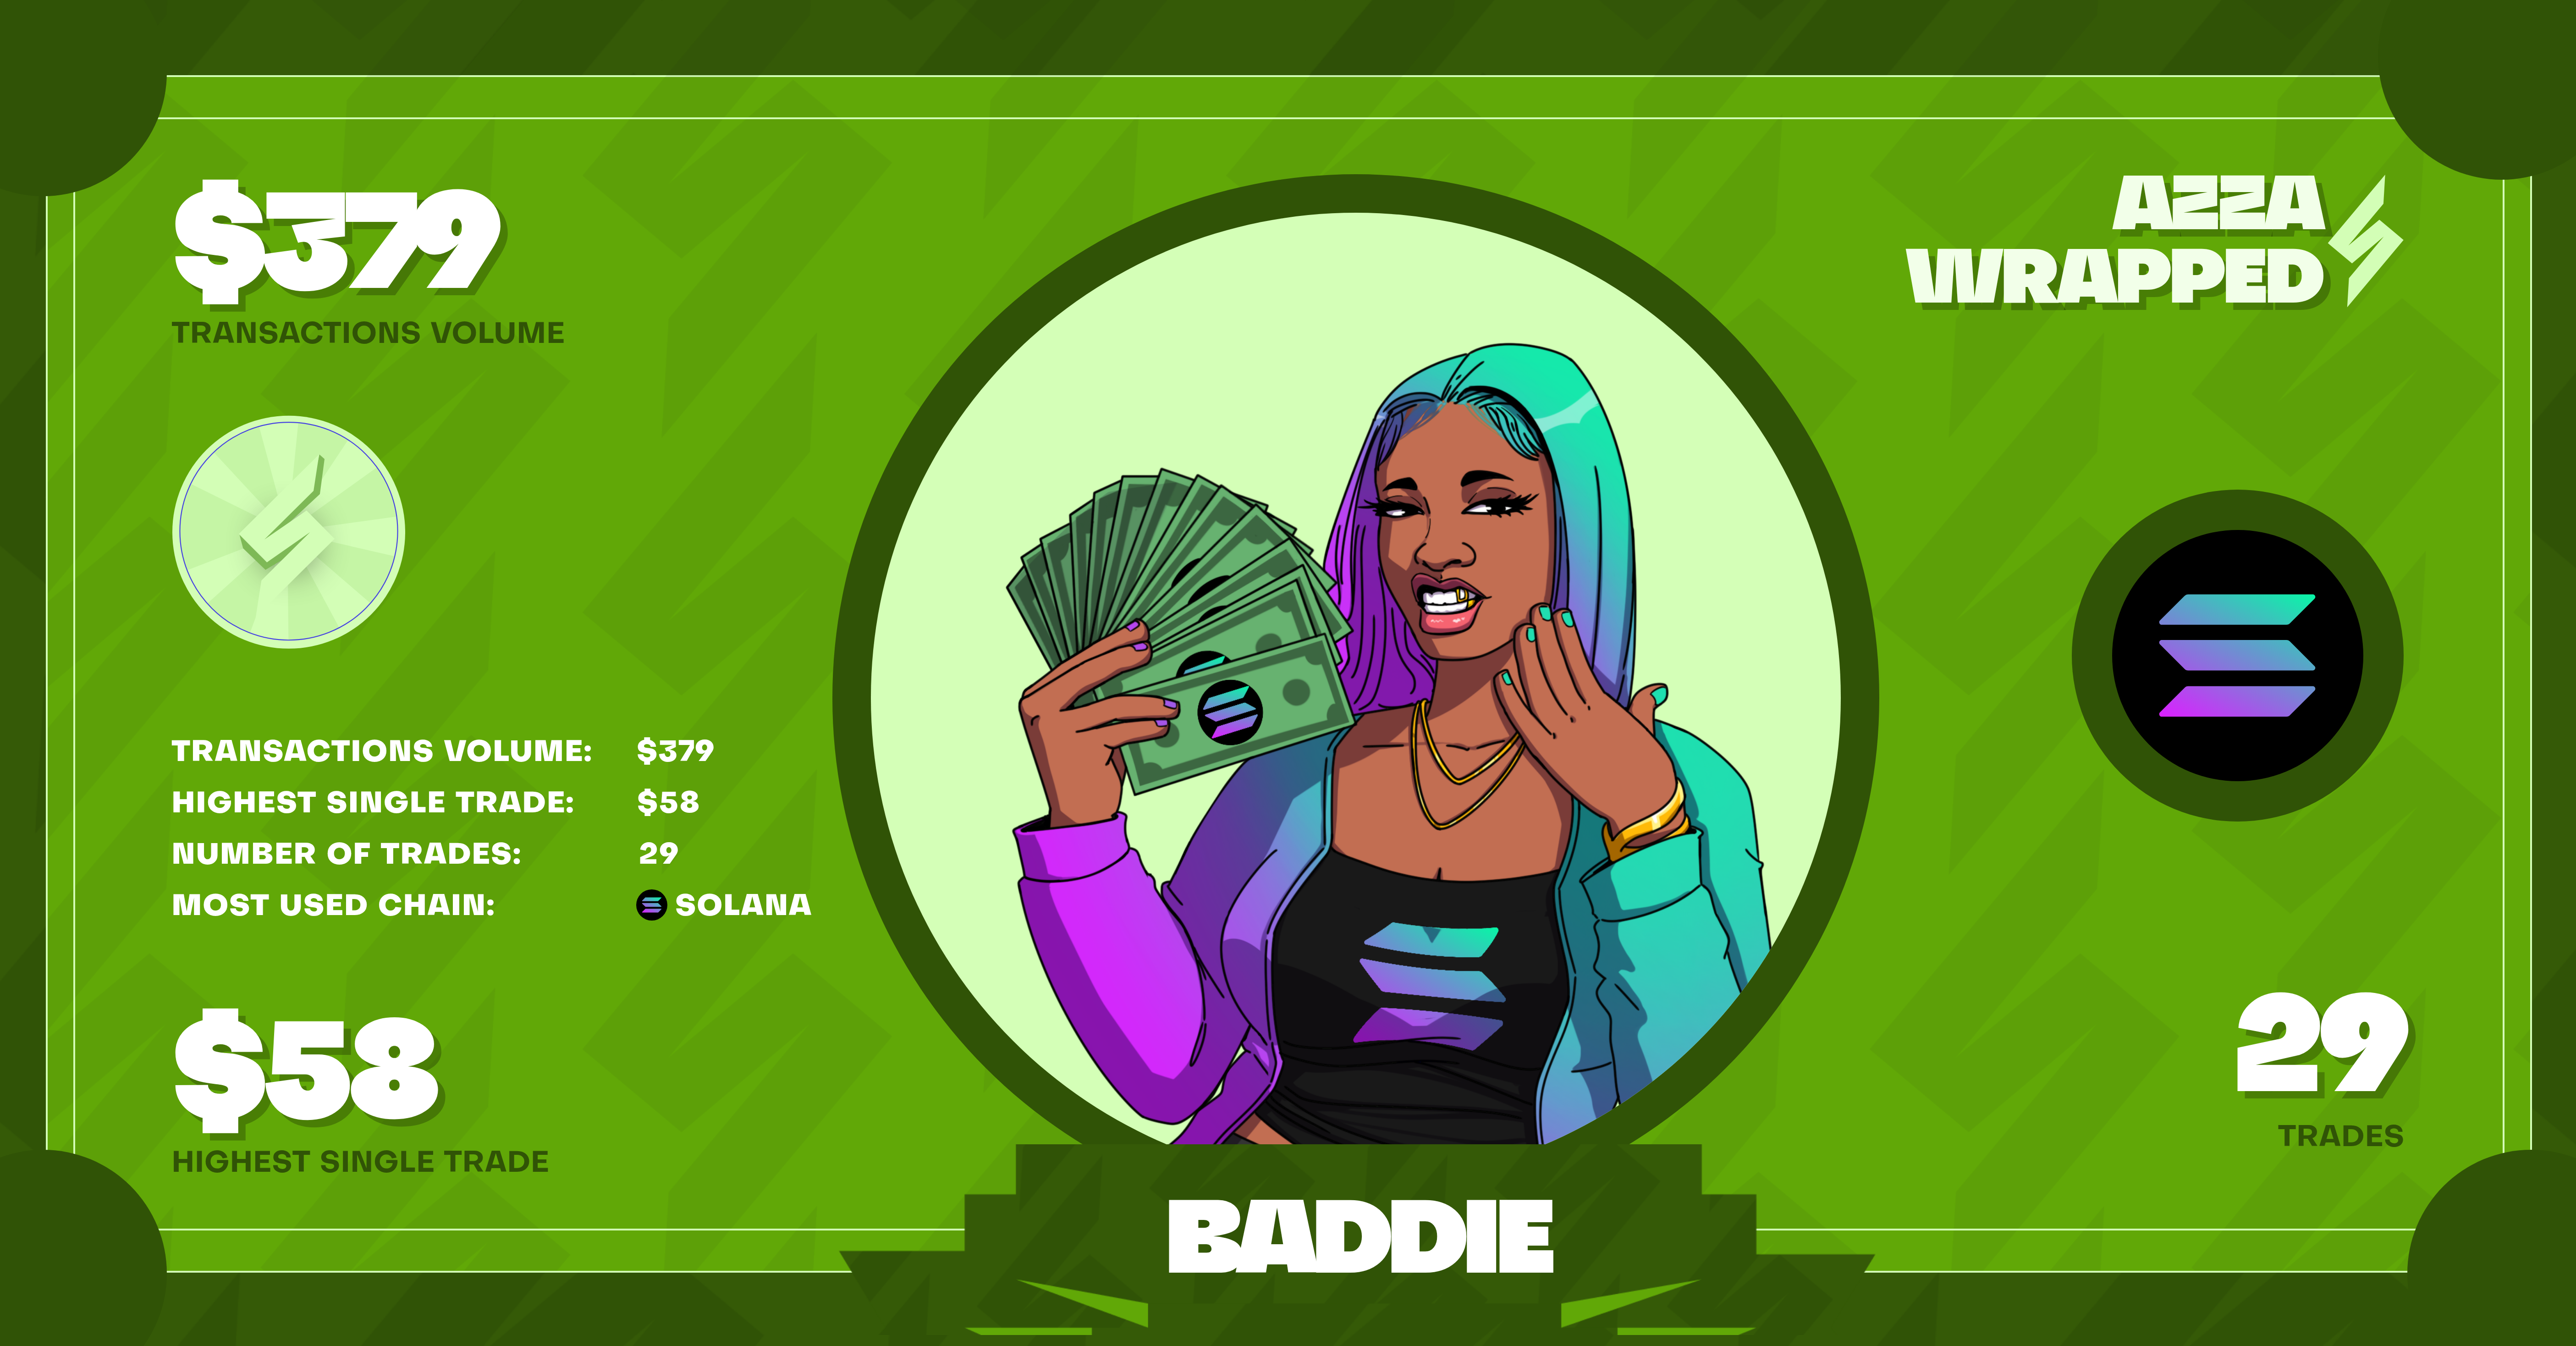 $379
TRANSACTIONS VOLUME
AZZA
WRAPPED
TRANSACTIONS VOLUME: $379
HIGHEST SINGLE TRADE: $58
NUMBER OF TRADES: 29
MOST USED CHAIN: SOLANA
$58
HIGHEST SINGLE TRADE
29
TRADES
BADDIE